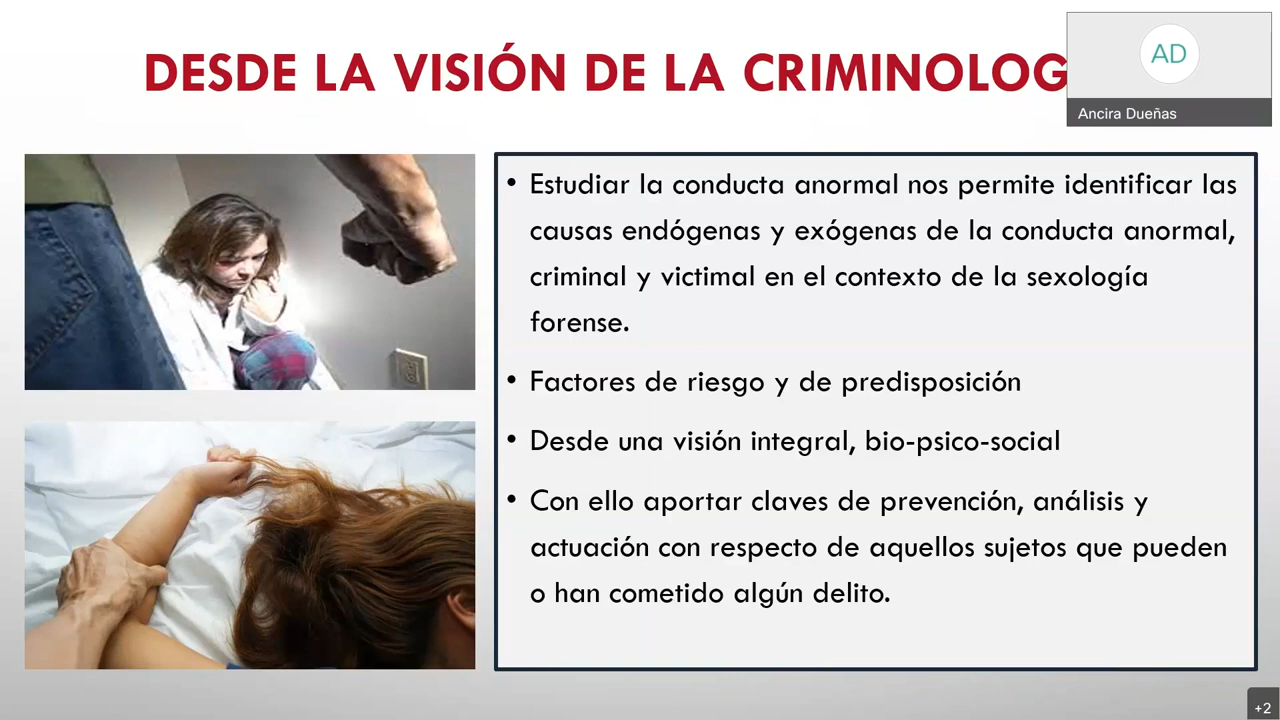 DESDE LA VISIÓN DE LA CRIMINOLOG
AD
Ancira Dueñas
• Estudiar la conducta anormal nos permite identificar las
causas endógenas y exógenas de la conducta anormal,
criminal y victimal en el contexto de la sexología
forense.
• Factores de riesgo y de predisposición
• Desde una visión integral, bio-psico-social
• Con ello aportar claves de prevención, análisis y
actuación con respecto de aquellos sujetos que pueden
o han cometido algún delito.
+2